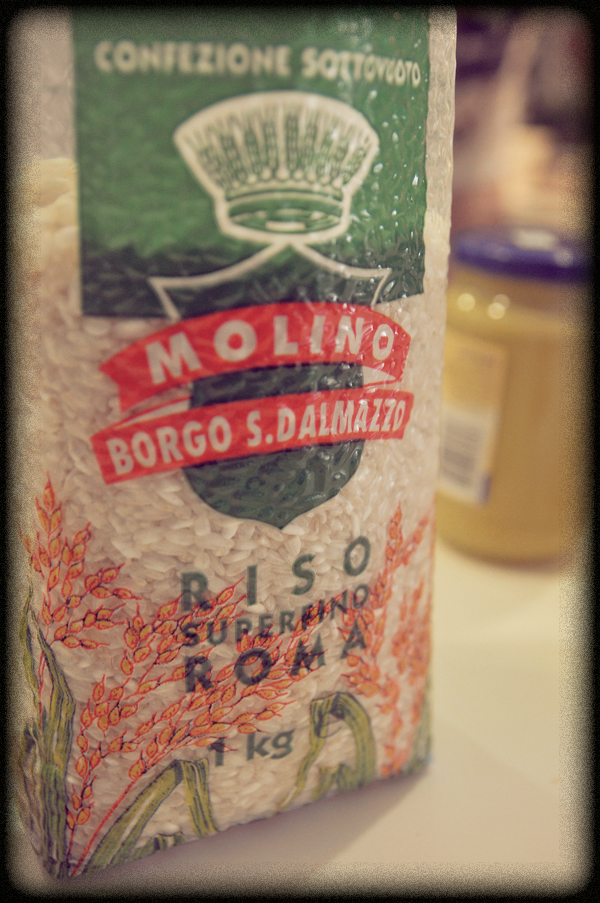 CONFEZIONE SOTTOVUOTO
MOLINO
BORGO S.DALMAZZO
RISO
SUPERFINO
ROMA
1 kg